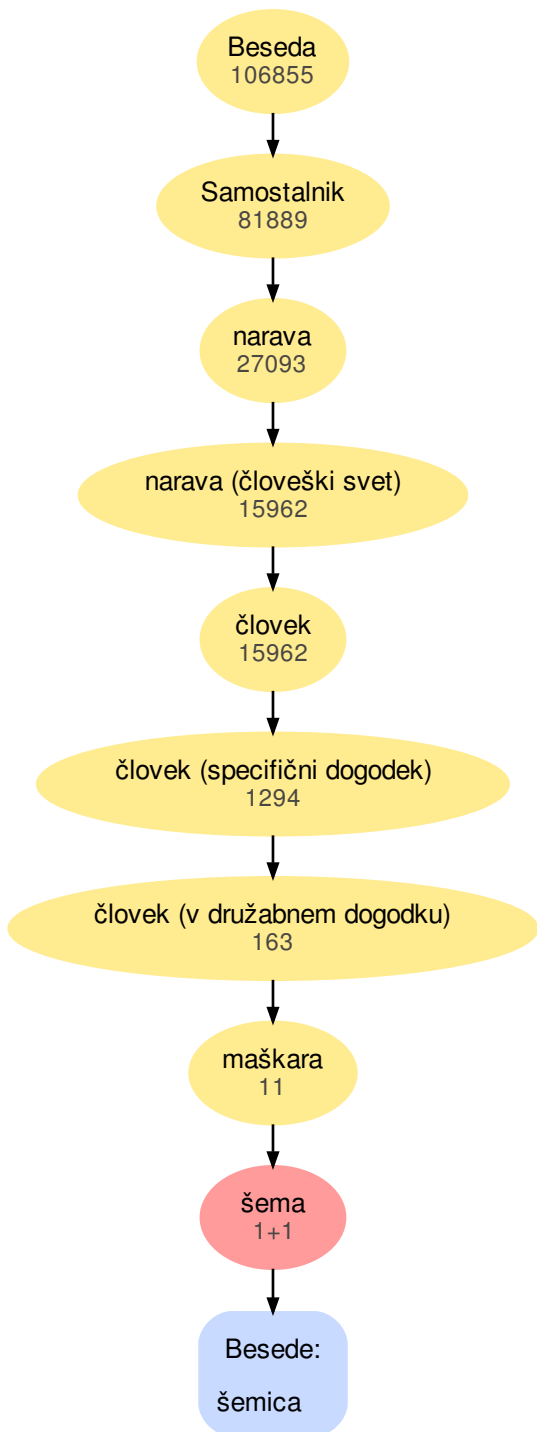 Beseda
106855
Samostalnik
81889
narava
27093
narava (človeški svet)
15962
človek
15962
človek (specifični dogodek)
1294
človek (v družabnem dogodku)
163
maškara
11
šema
1+1
Besede:
šemica